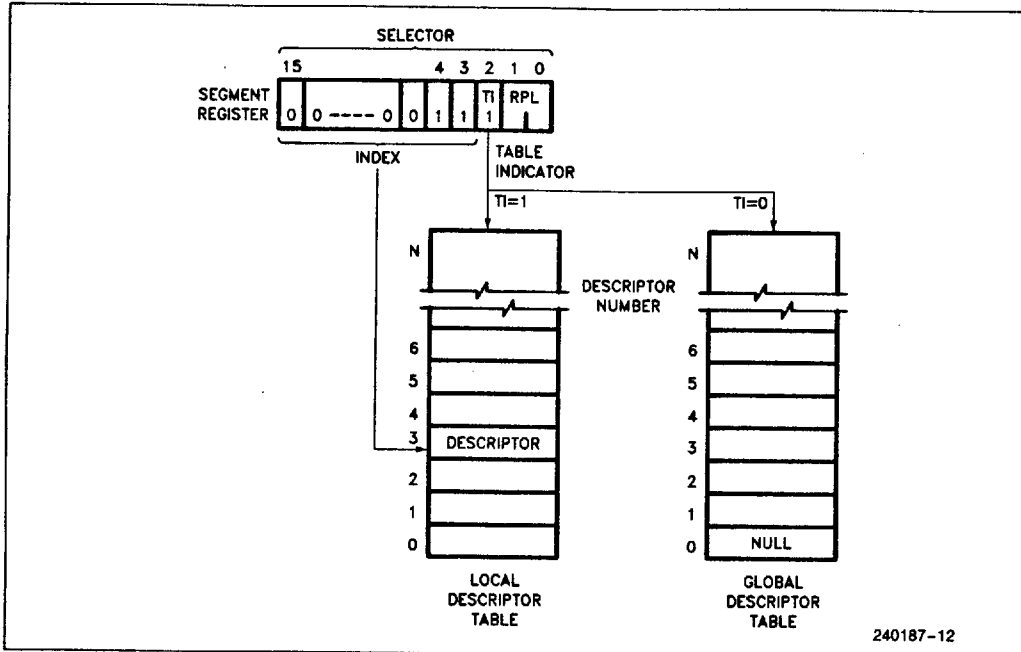 SELECTOR
15 4 3 2 1 0
SEGMENT
REGISTER
TI RPL
0 0 ---- 0 0 1 1 1
INDEX
TABLE
INDICATOR
TI=1
TI=0
N
6
5
4
3
2
1
0
DESCRIPTOR
LOCAL
DESCRIPTOR
TABLE
DESCRIPTOR
NUMBER
N
6
5
4
3
2
1
0
NULL
GLOBAL
DESCRIPTOR
TABLE
240187-12